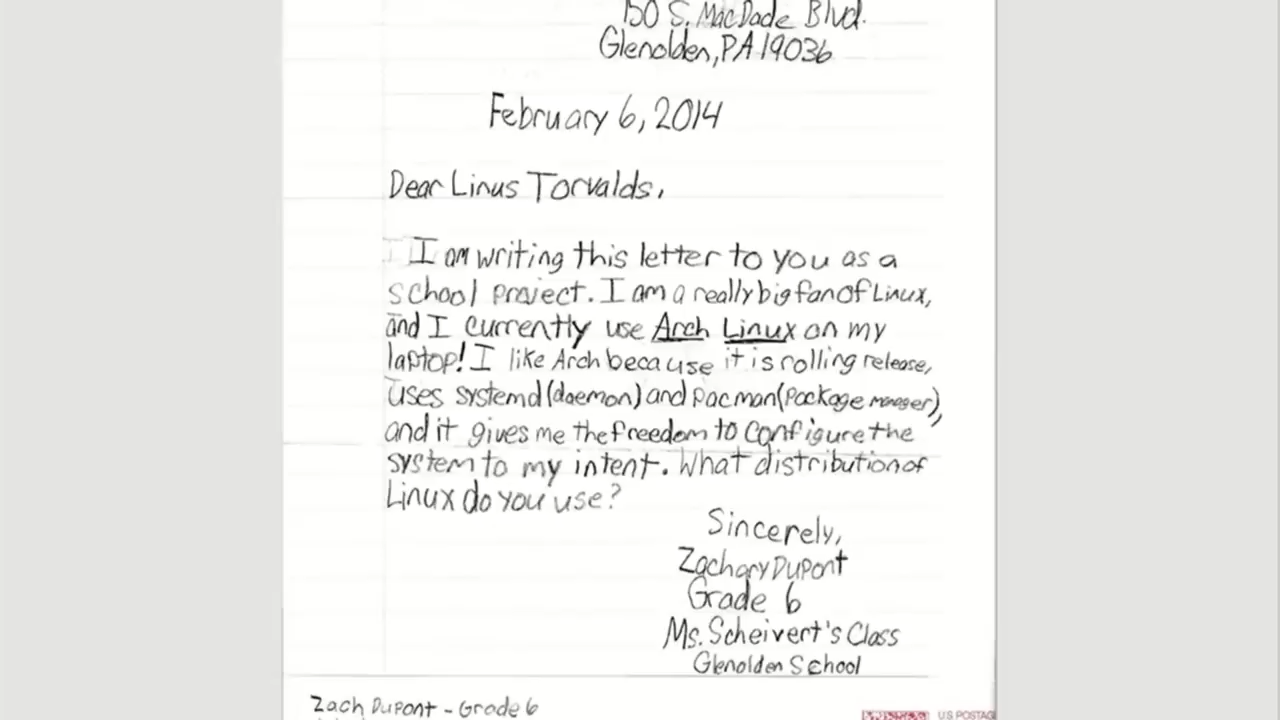 150 S. MacDade Blvd.
Glenolden, PA 19036
February 6, 2014
Dear Linus Torvalds,
I am writing this letter to you as a
school project. I am a really big fan of Linux,
and I currently use Arch Linux on my
laptop! I like Arch because it is rolling release,
uses systemd (daemon) and pacman (package manager),
and it gives me the freedom to configure the
system to my intent. What distribution of
Linux do you use?
Sincerely,
Zachary Dupont
Grade 6
Ms. Scheivert's Class
Glenolden School
Zach Dupont - Grade 6
U.S. POSTAG